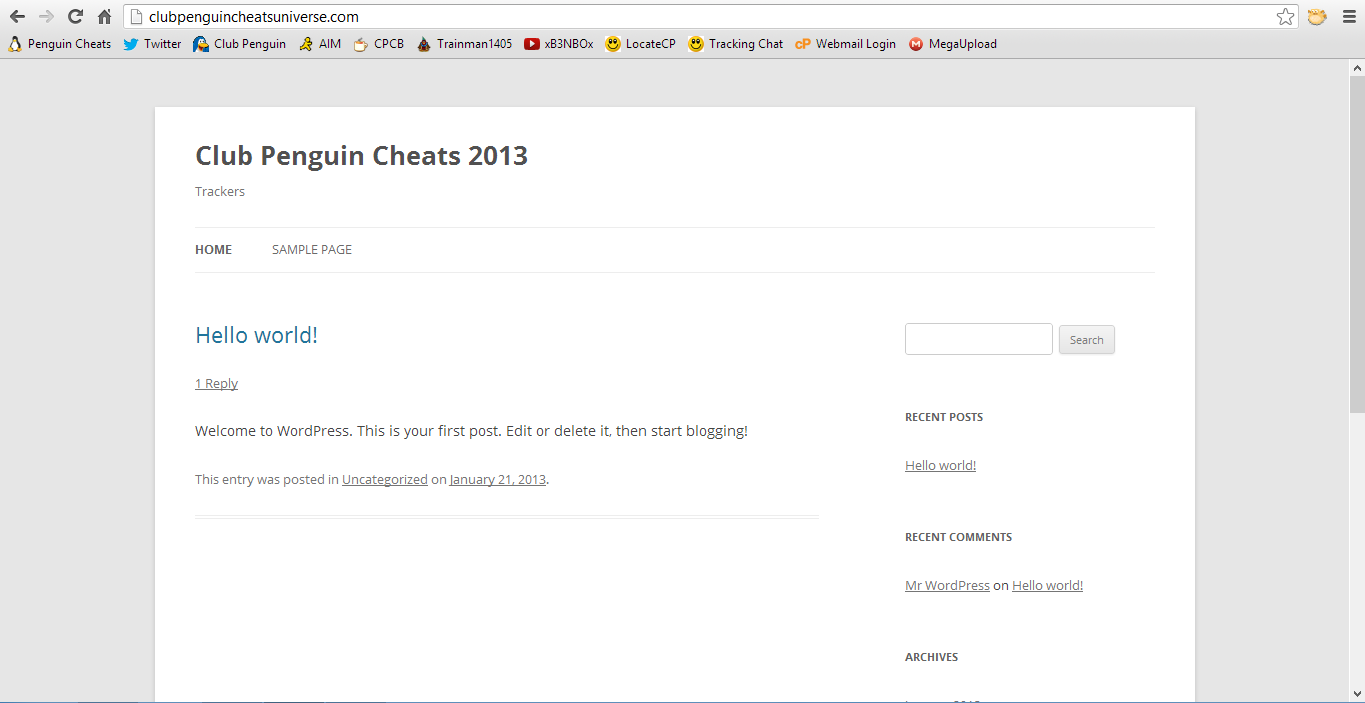 clubpenguincheatsuniverse.com
Penguin Cheats Twitter Club Penguin AIM CPCB Trainman1405 xB3NBOx LocateCP Tracking Chat cP Webmail Login M MegaUpload
Club Penguin Cheats 2013
Trackers
HOME SAMPLE PAGE
Hello world!
1 Reply
Welcome to WordPress. This is your first post. Edit or delete it, then start blogging!
This entry was posted in Uncategorized on January 21, 2013.
Search
RECENT POSTS
Hello world!
RECENT COMMENTS
Mr WordPress on Hello world!
ARCHIVES